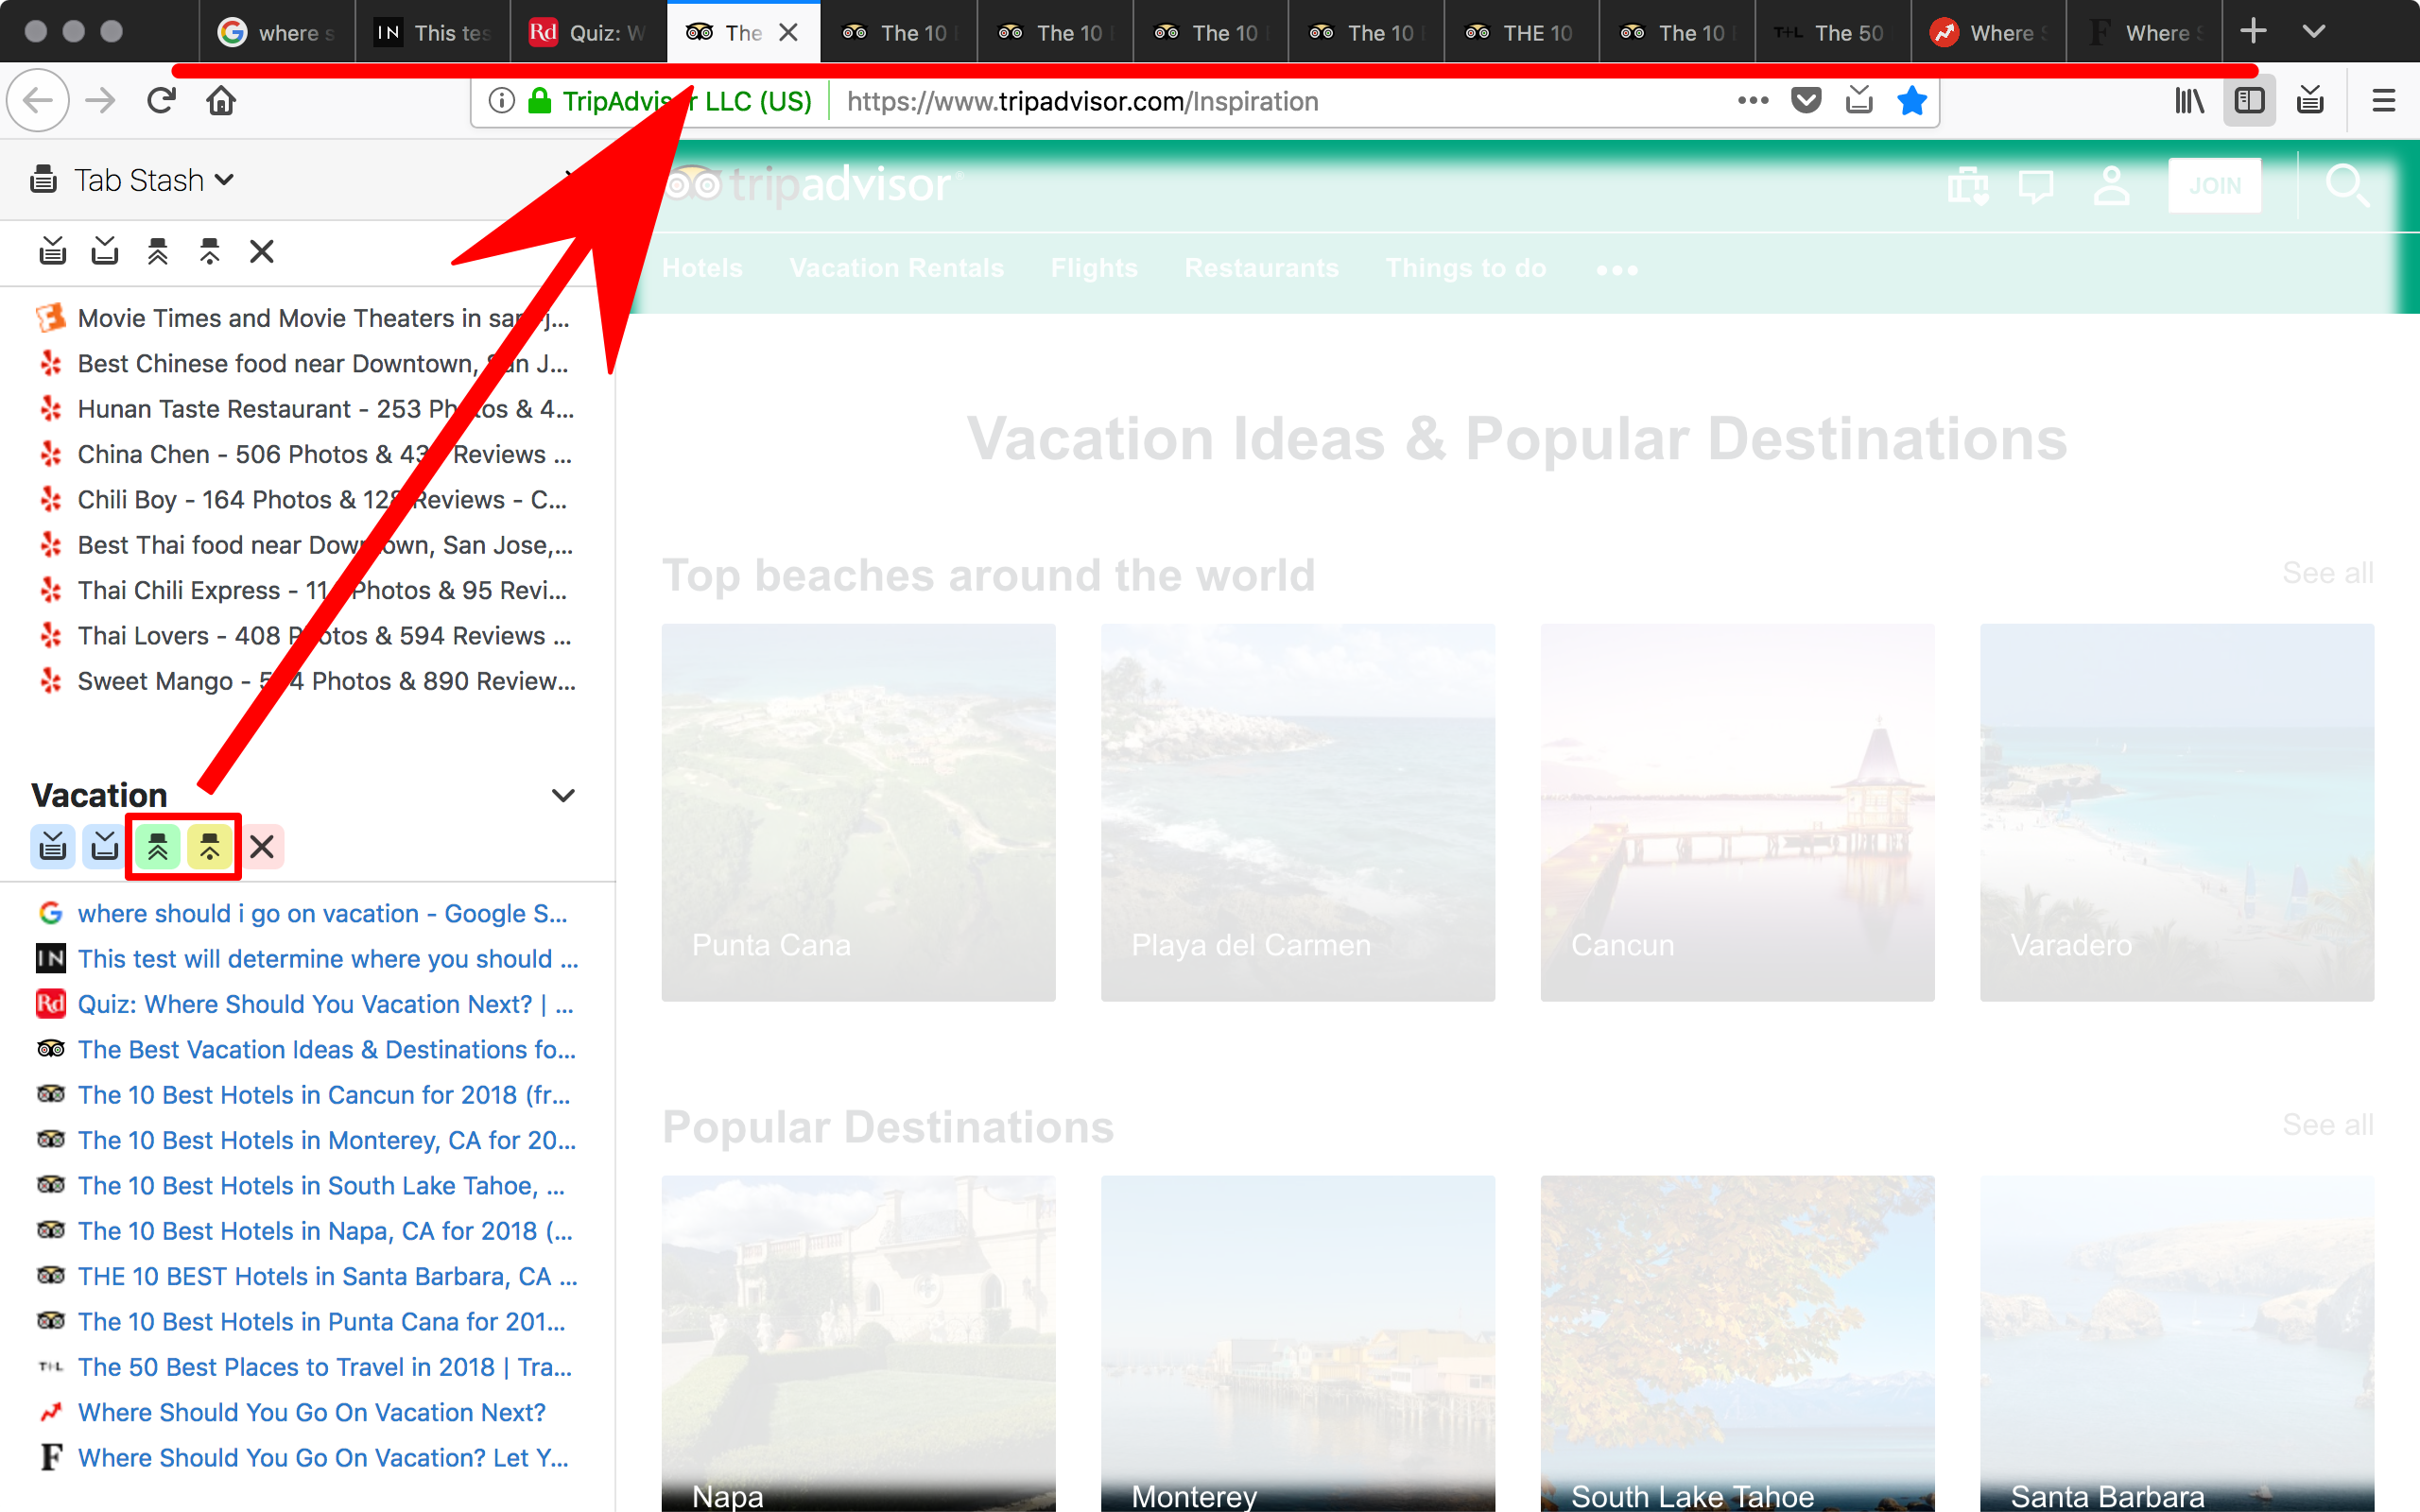 where s
IN This tes
Rd Quiz: W
The
The 10
The 10
The 10
The 10
THE 10
The 10
T+L The 50
Where
F Where
TripAdvisor LLC (US)
https://www.tripadvisor.com/Inspiration
Tab Stash
tripadvisor
JOIN
Hotels Vacation Rentals Flights Restaurants Things to do
Movie Times and Movie Theaters in san j...
Best Chinese food near Downtown, San J...
Hunan Taste Restaurant - 253 Photos & 4...
China Chen - 506 Photos & 43 Reviews ...
Chili Boy - 164 Photos & 128 Reviews - C...
Best Thai food near Downtown, San Jose,...
Thai Chili Express - 11 Photos & 95 Revi...
Thai Lovers - 408 Photos & 594 Reviews ...
Sweet Mango - 5 4 Photos & 890 Review...
Vacation
where should i go on vacation - Google S...
IN This test will determine where you should ...
Rd Quiz: Where Should You Vacation Next? | ...
The Best Vacation Ideas & Destinations fo...
The 10 Best Hotels in Cancun for 2018 (fr...
The 10 Best Hotels in Monterey, CA for 20...
The 10 Best Hotels in South Lake Tahoe, ...
The 10 Best Hotels in Napa, CA for 2018 (...
THE 10 BEST Hotels in Santa Barbara, CA ...
The 10 Best Hotels in Punta Cana for 201...
T+L The 50 Best Places to Travel in 2018 | Tra...
Where Should You Go On Vacation Next?
F Where Should You Go On Vacation? Let Y...
Vacation Ideas & Popular Destinations
Top beaches around the world
See all
Punta Cana
Playa del Carmen
Cancun
Varadero
Popular Destinations
See all
Napa
Monterey
South Lake Tahoe
Santa Barbara